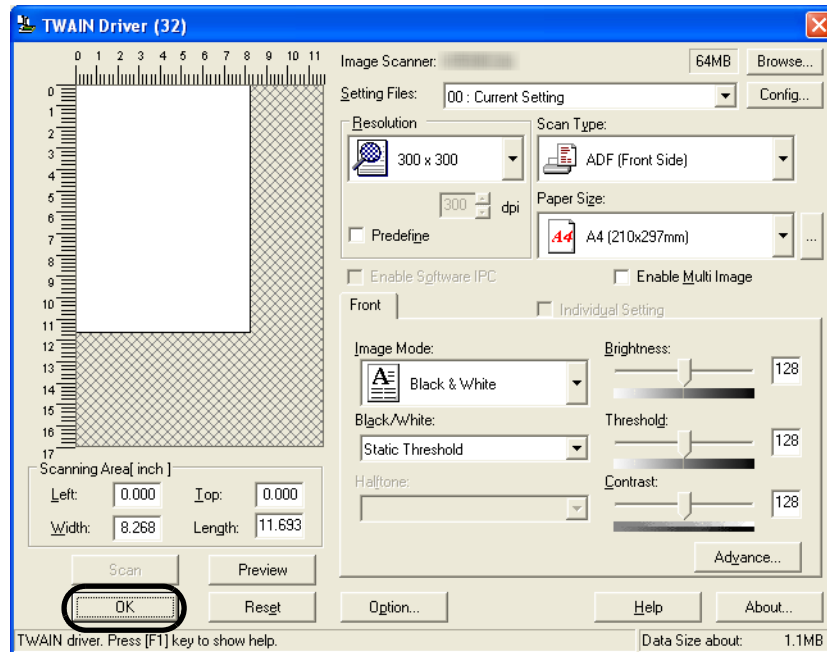 TWAIN Driver (32)
0 1 2 3 4 5 6 7 8 9 10 11
0
1
2
3
4
5
6
7
8
9
10
11
12
13
14
15
16
17
Image Scanner:
64MB
Browse...
Setting Files:
00 : Current Setting
Config...
Resolution
300 x 300
300 dpi
Predefine
Scan Type:
ADF (Front Side)
Paper Size:
A4
A4 (210x297mm)
...
Enable Software IPC
Enable Multi Image
Front
Individual Setting
Image Mode:
A
Black & White
Black/White:
Static Threshold
Halftone:
Brightness:
128
Threshold:
128
Contrast:
128
Advance...
Scanning Area[ inch ]
Left: 0.000 Top: 0.000
Width: 8.268 Length: 11.693
Scan Preview
OK Reset Option... Help About...
TWAIN driver. Press [F1] key to show help. Data Size about: 1.1MB